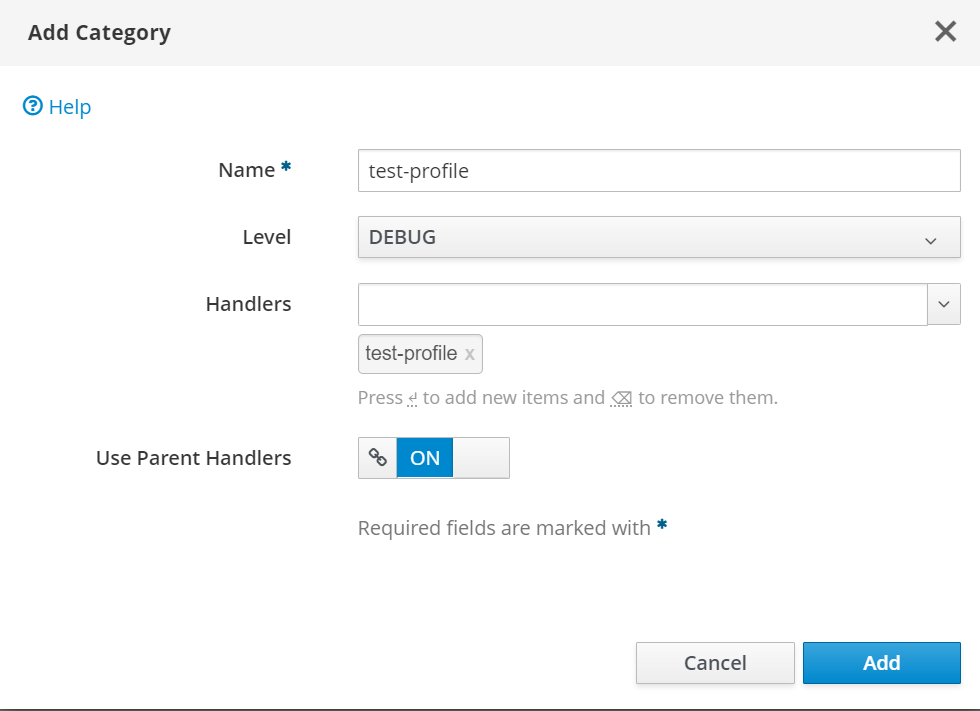 Add Category
Help
Name *
test-profile
Level
DEBUG
Handlers
test-profile x
Press ↵ to add new items and ⌫ to remove them.
Use Parent Handlers
ON
Required fields are marked with *
Cancel
Add